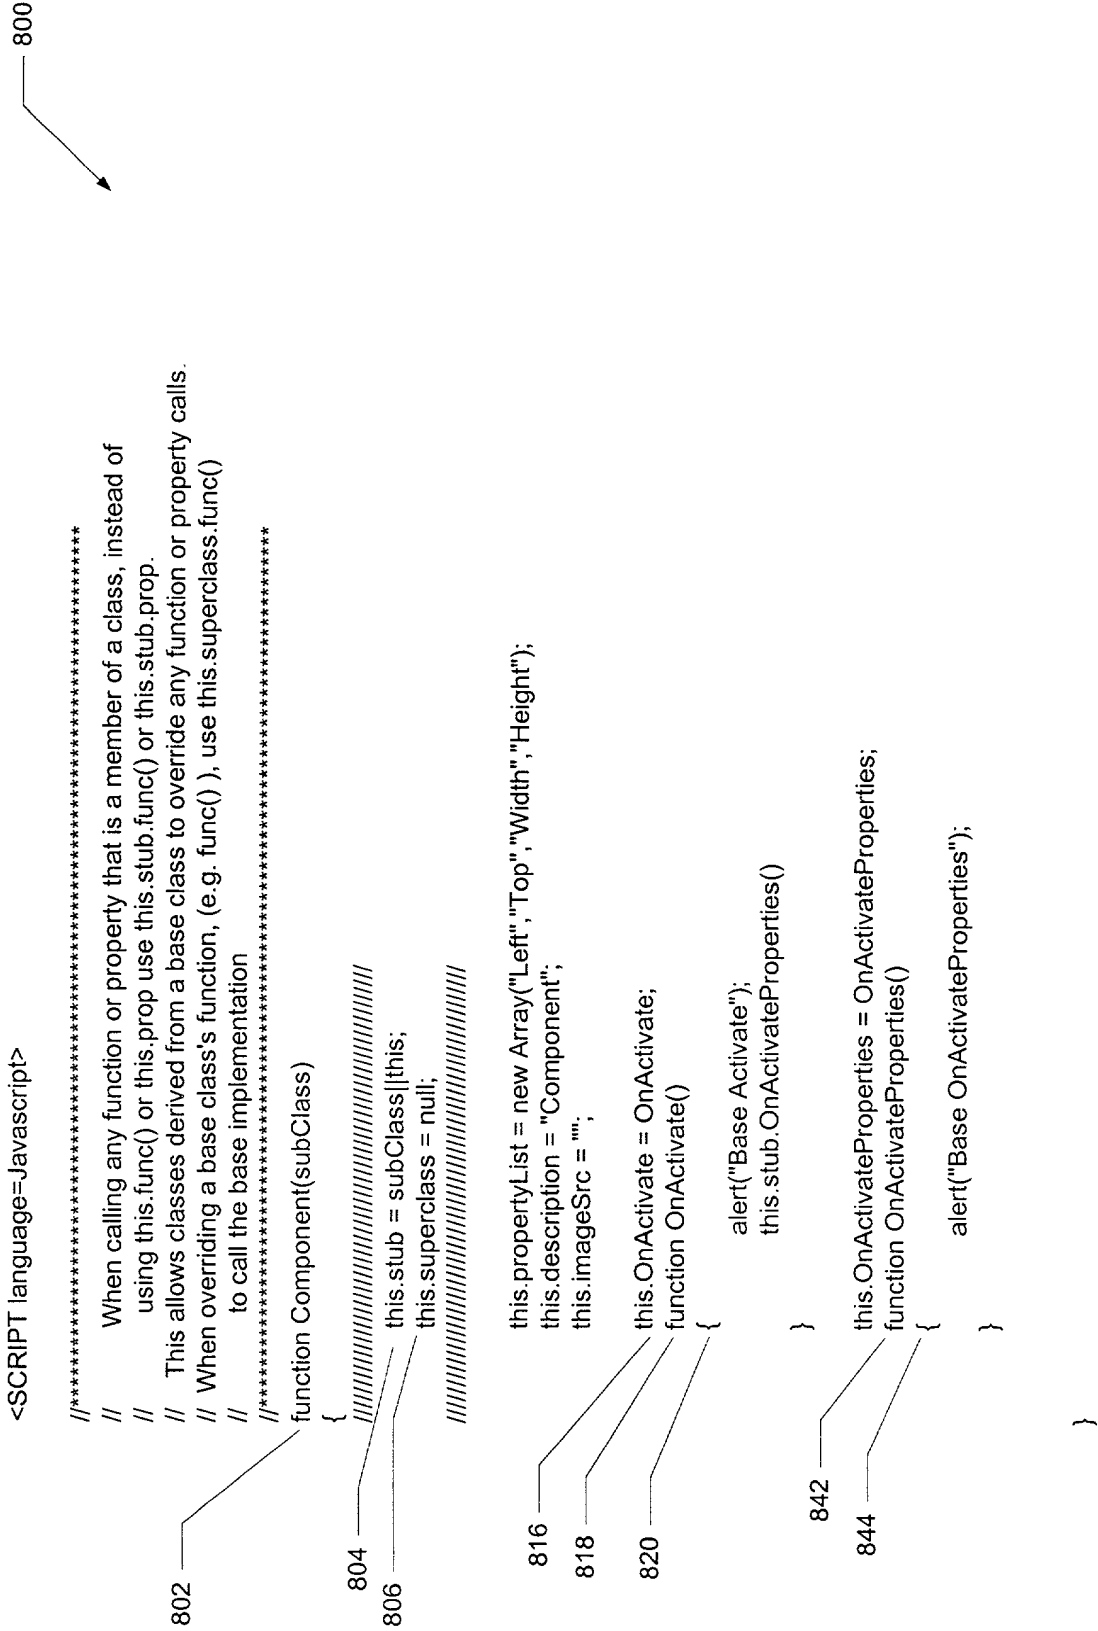 800
<SCRIPT language=Javascript>
//*****************************************************************************************
// When calling any function or property that is a member of a class, instead of
// using this.func() or this.prop use this.stub.func() or this.stub.prop.
// This allows classes derived from a base class to override any function or property calls.
// When overriding a base class's function, (e.g. func() ), use this.superclass.func()
// to call the base implementation
//*****************************************************************************************
802 function Component(subClass)
{
//////////////////////////////////////////////////////
804 this.stub = subClass||this;
806 this.superclass = null;
//////////////////////////////////////////////////////
this.propertyList = new Array("Left","Top","Width","Height");
this.description = "Component";
this.imageSrc = "";
816 this.OnActivate = OnActivate;
818 function OnActivate()
820 {
alert("Base Activate");
this.stub.OnActivateProperties()
}
842 this.OnActivateProperties = OnActivateProperties;
844 function OnActivateProperties()
{
alert("Base OnActivateProperties");
}
}